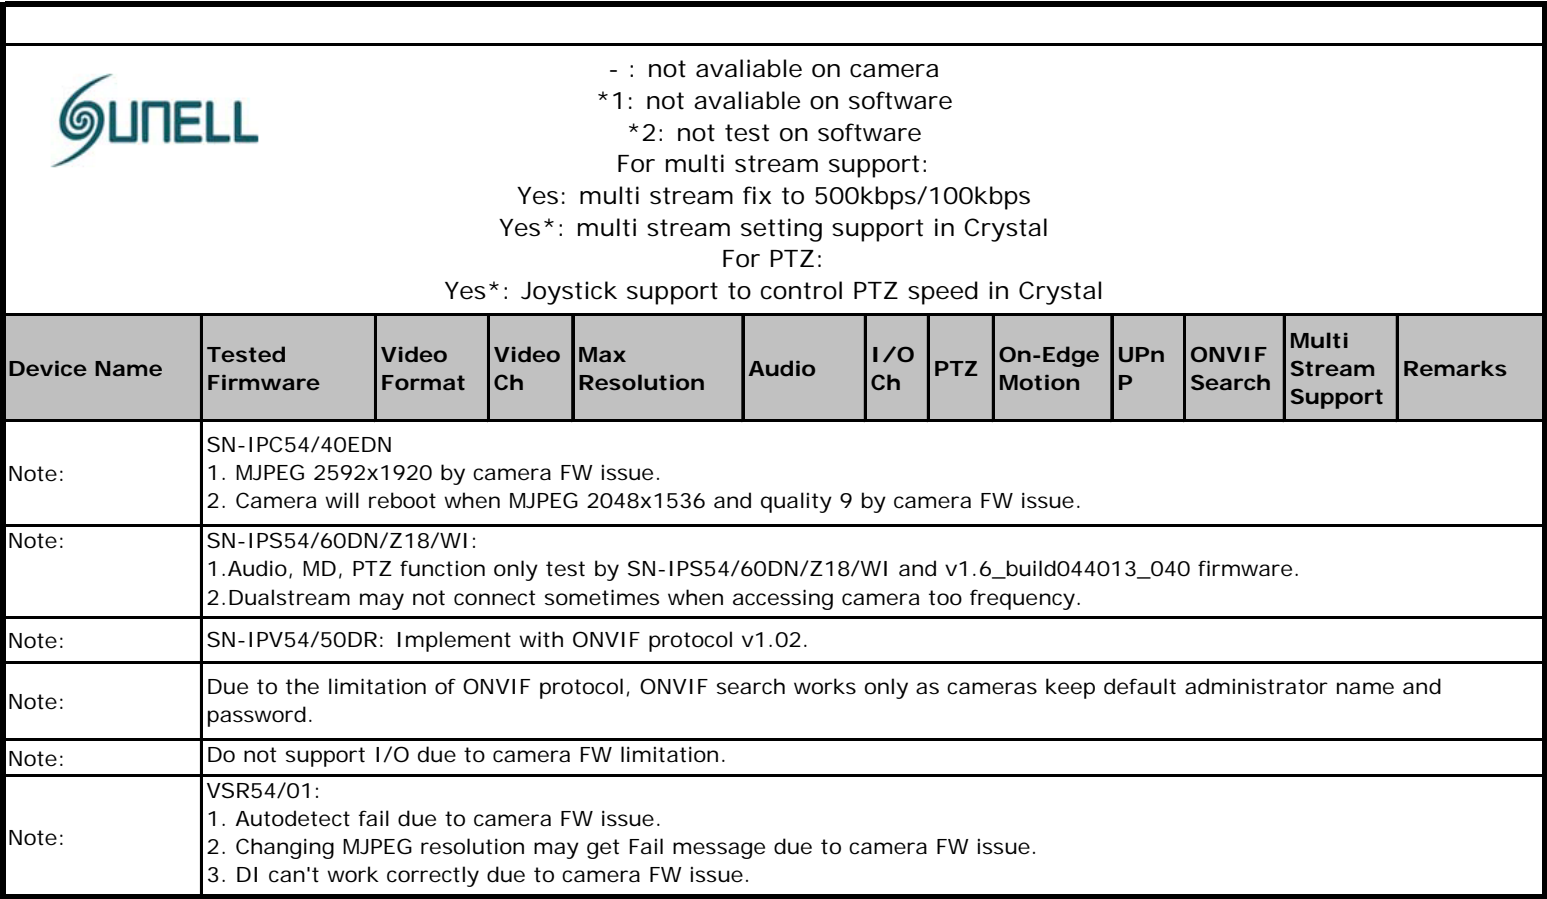 SUNELL
- : not avaliable on camera
*1: not avaliable on software
*2: not test on software
For multi stream support:
Yes: multi stream fix to 500kbps/100kbps
Yes*: multi stream setting support in Crystal
For PTZ:
Yes*: Joystick support to control PTZ speed in Crystal
Device Name
Tested
Firmware
Video
Format
Video
Ch
Max
Resolution
Audio
I/O
Ch
PTZ
On-Edge
Motion
UPn
P
ONVIF
Search
Multi
Stream
Support
Remarks
Note:
SN-IPC54/40EDN
1. MJPEG 2592x1920 by camera FW issue.
2. Camera will reboot when MJPEG 2048x1536 and quality 9 by camera FW issue.
Note:
SN-IPS54/60DN/Z18/WI:
1.Audio, MD, PTZ function only test by SN-IPS54/60DN/Z18/WI and v1.6_build044013_040 firmware.
2.Dualstream may not connect sometimes when accessing camera too frequency.
Note:
SN-IPV54/50DR: Implement with ONVIF protocol v1.02.
Note:
Due to the limitation of ONVIF protocol, ONVIF search works only as cameras keep default administrator name and
password.
Note:
Do not support I/O due to camera FW limitation.
Note:
VSR54/01:
1. Autodetect fail due to camera FW issue.
2. Changing MJPEG resolution may get Fail message due to camera FW issue.
3. DI can't work correctly due to camera FW issue.